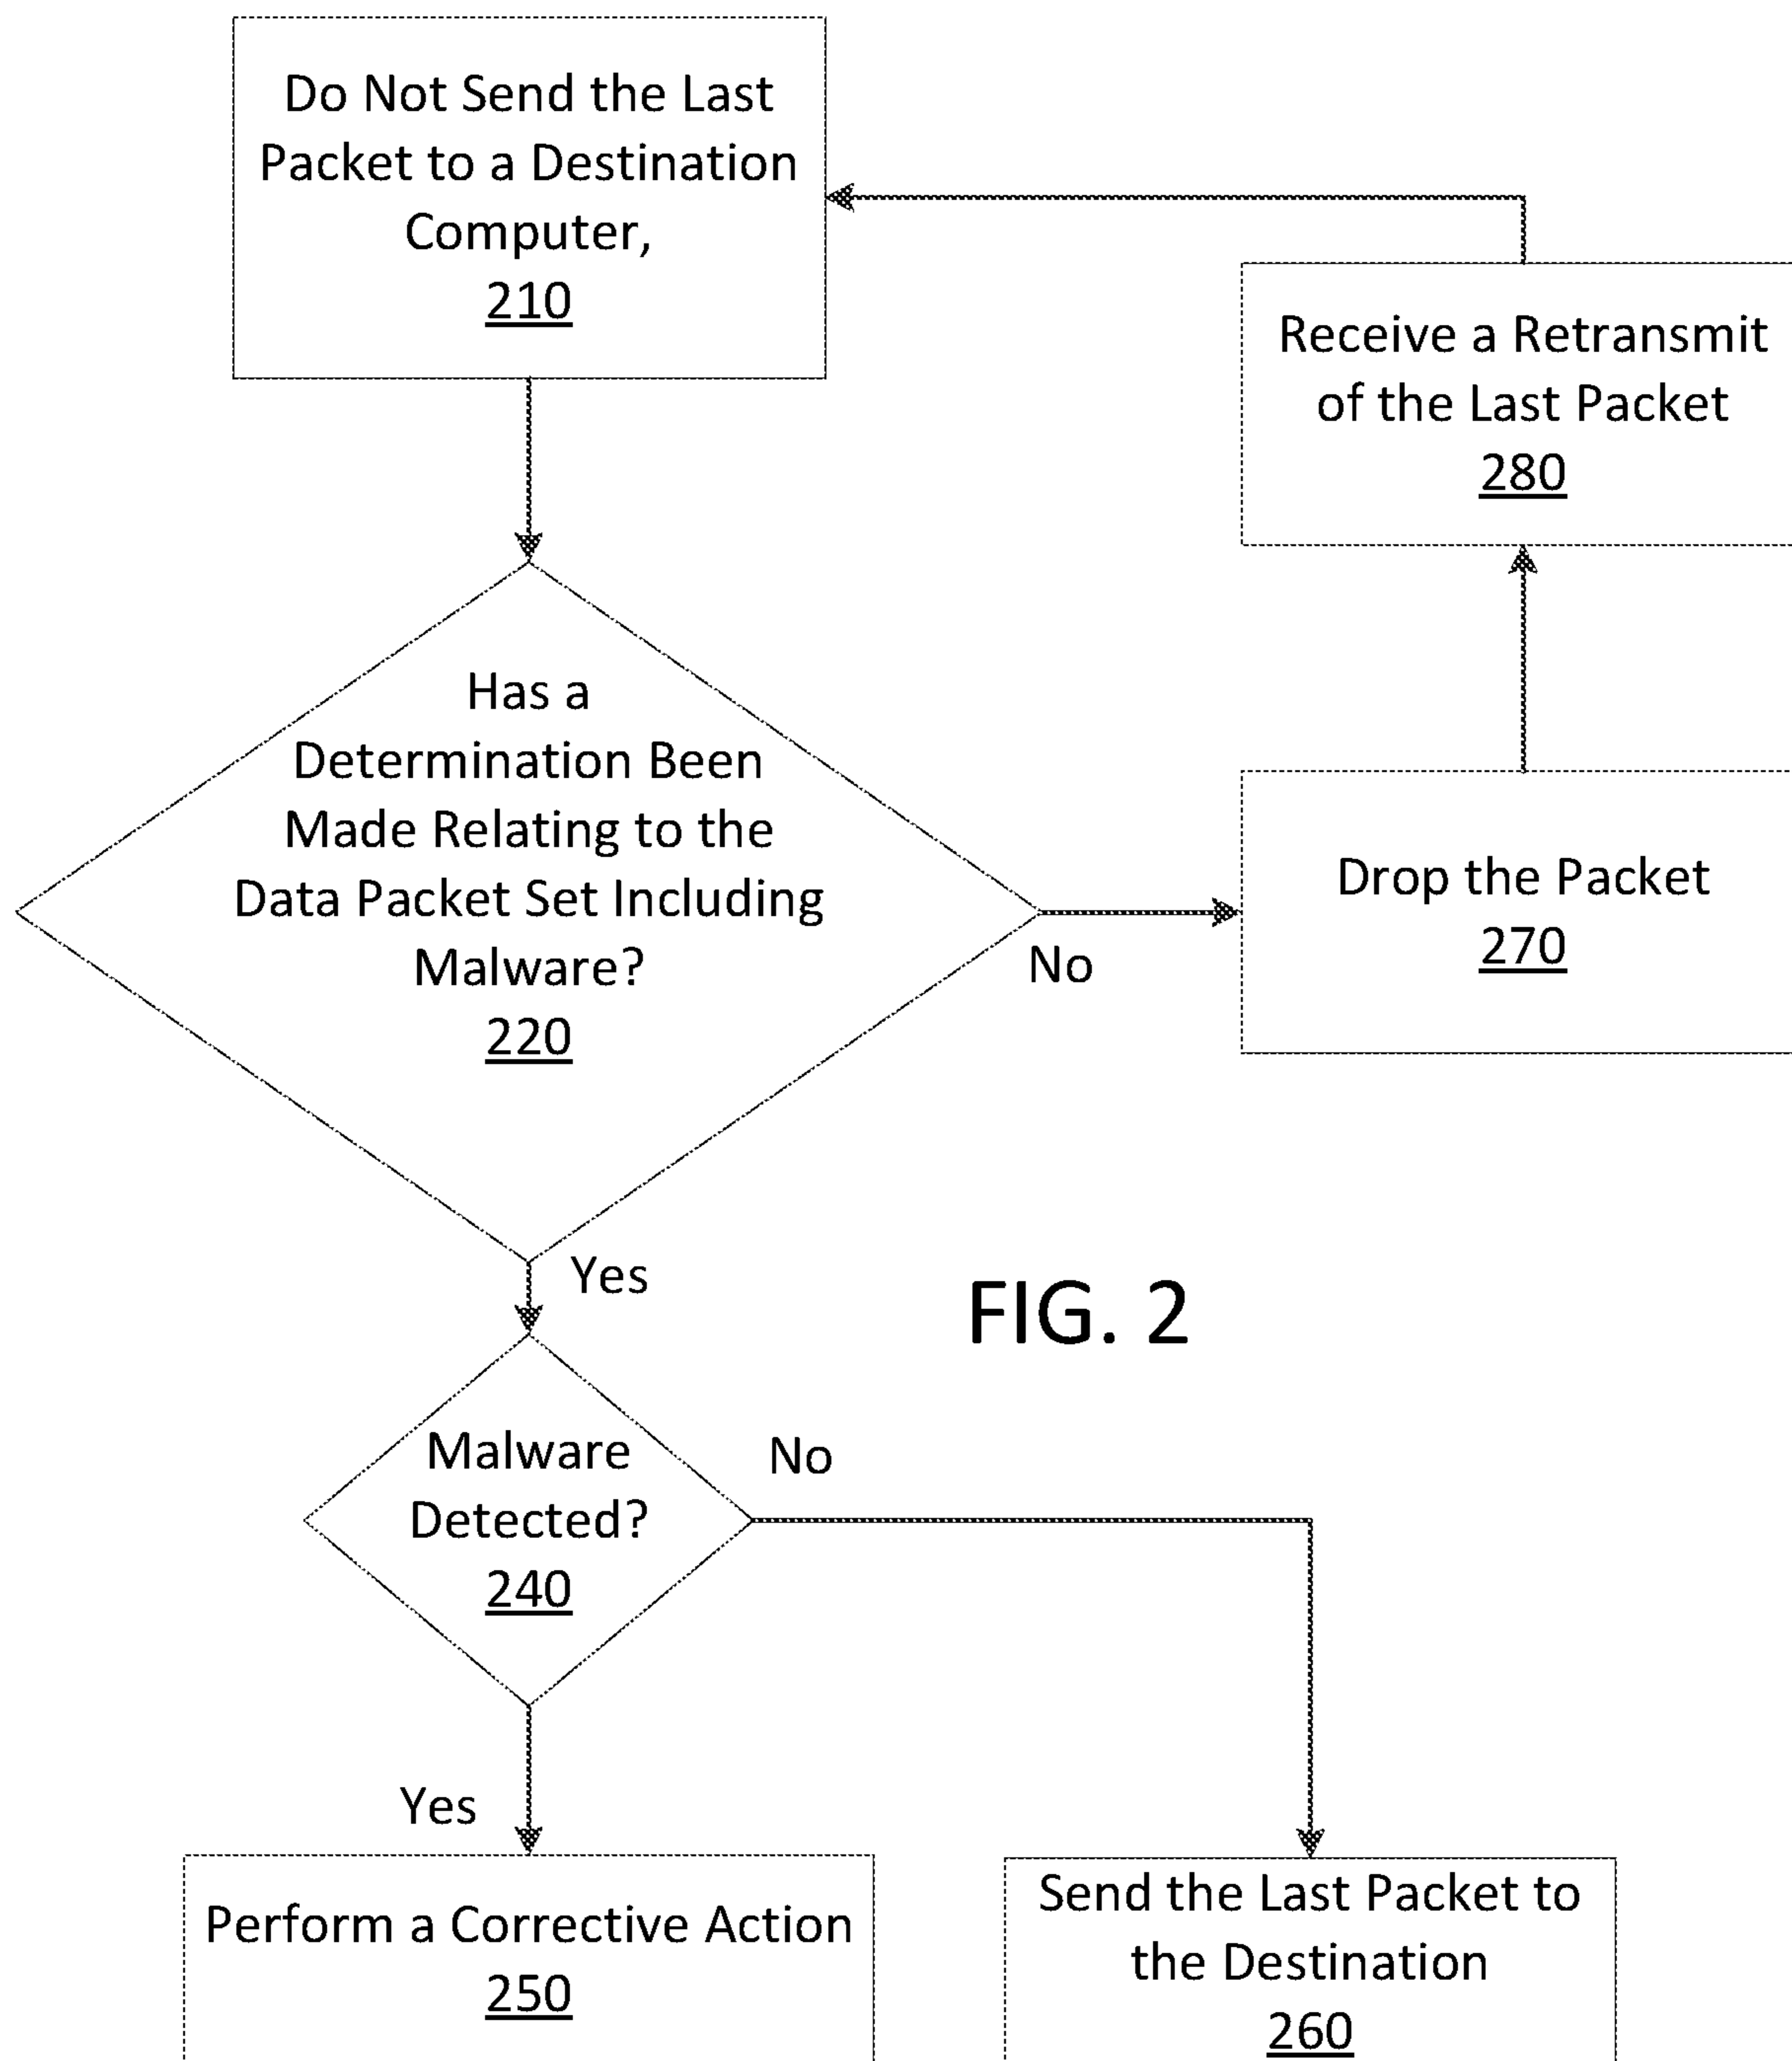 Do Not Send the Last
Packet to a Destination
Computer,
210
Receive a Retransmit
of the Last Packet
280
Has a
Determination Been
Made Relating to the
Data Packet Set Including
Malware?
220
No
Drop the Packet
270
Yes
FIG. 2
Malware
Detected?
240
No
Yes
Perform a Corrective Action
250
Send the Last Packet to
the Destination
260